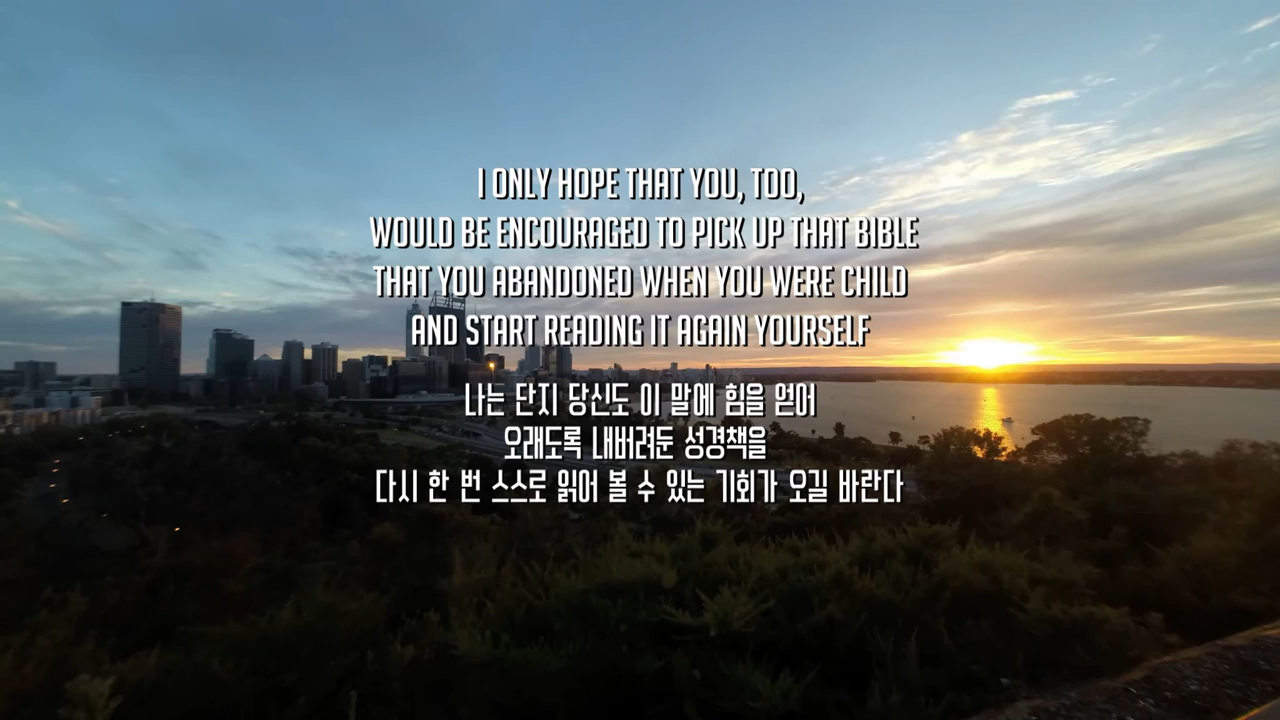 I ONLY HOPE THAT YOU, TOO,
WOULD BE ENCOURAGED TO PICK UP THAT BIBLE
THAT YOU ABANDONED WHEN YOU WERE CHILD
AND START READING IT AGAIN YOURSELF
나는 단지 당신도 이 말에 힘을 얻어
오래도록 내버려둔 성경책을
다시 한 번 스스로 읽어 볼 수 있는 기회가 오길 바란다